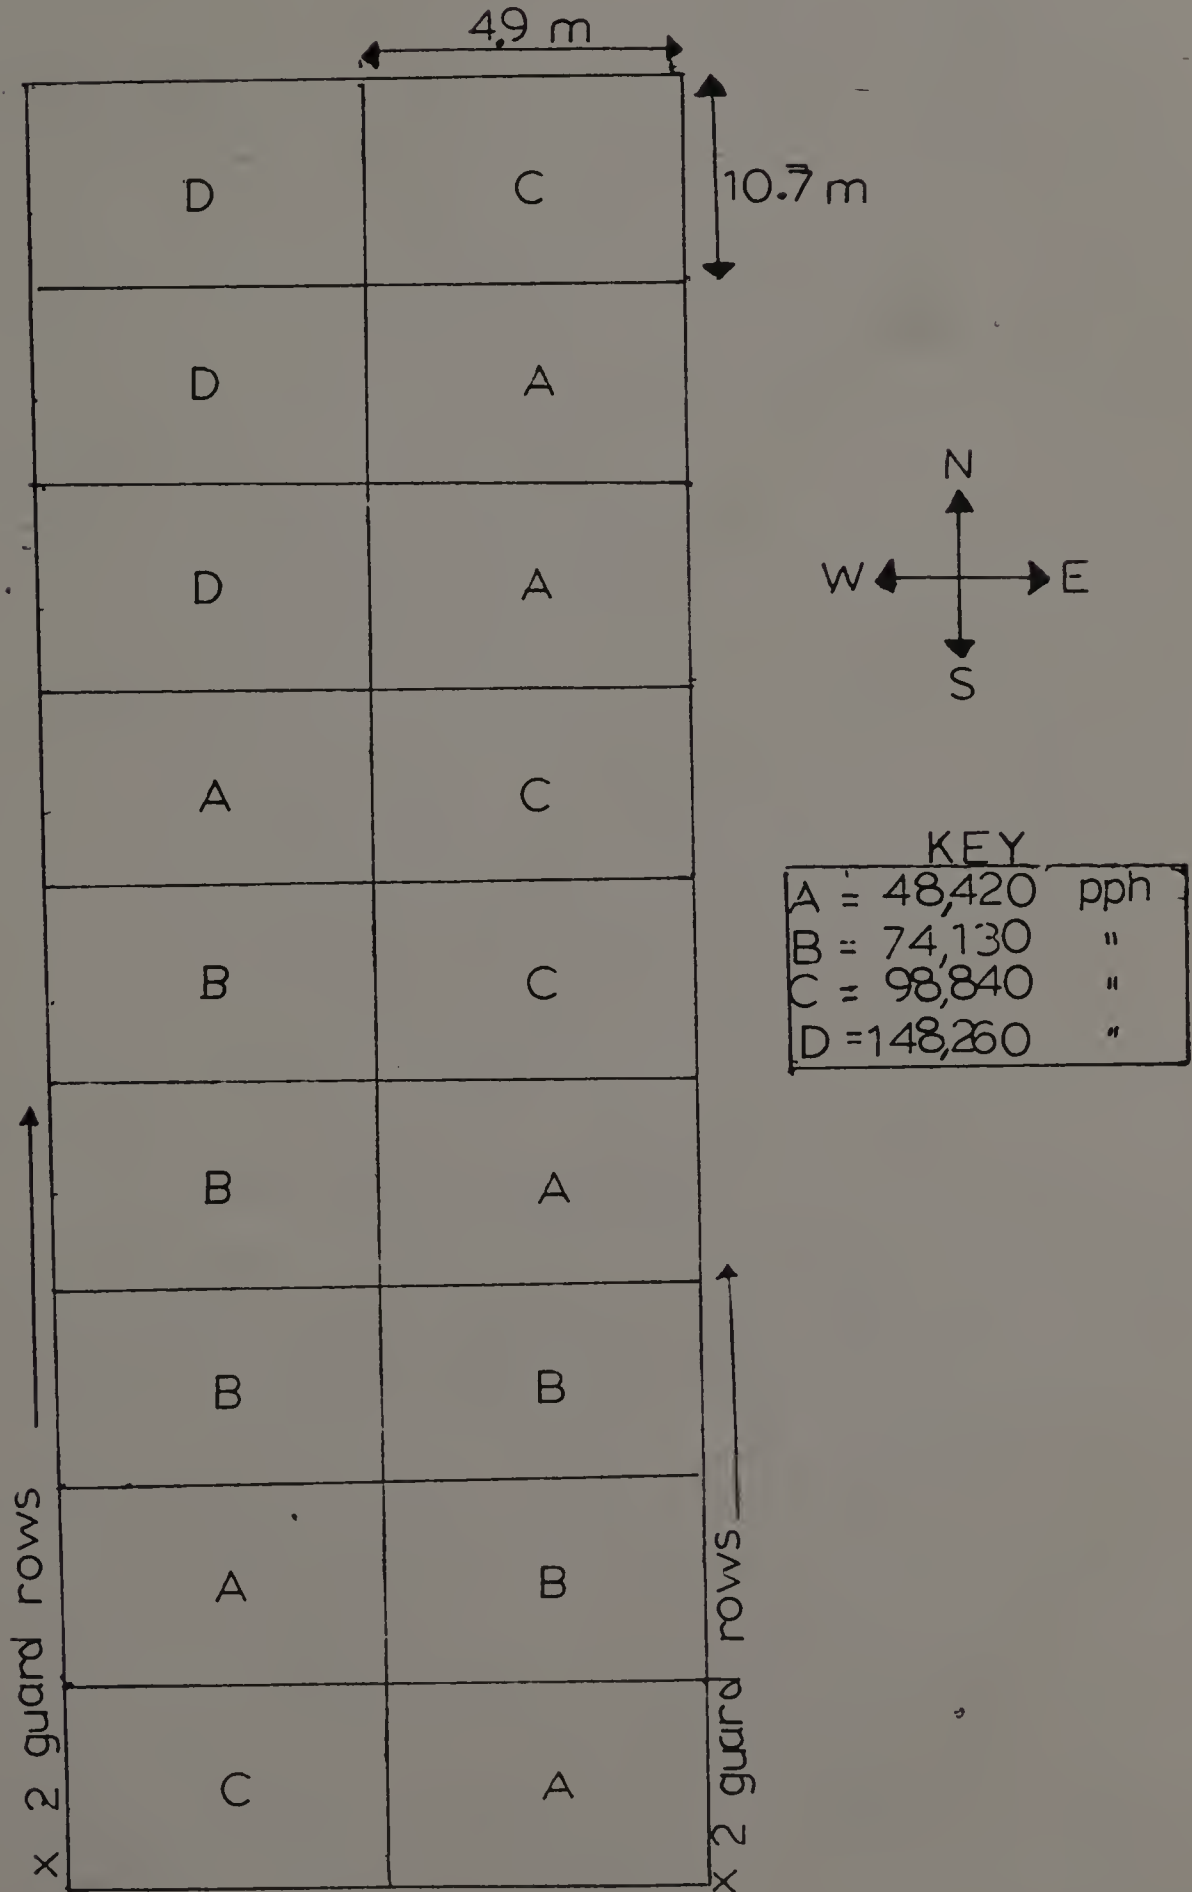 4.9 m
D C 10.7 m
D A
N
W E
D A
S
A C
KEY
A = 48,420 pph
B = 74,130 "
C = 98,840 "
D = 148,260 "
B C
B A
B B
A B
C A
x 2 guard rows
x 2 guard rows